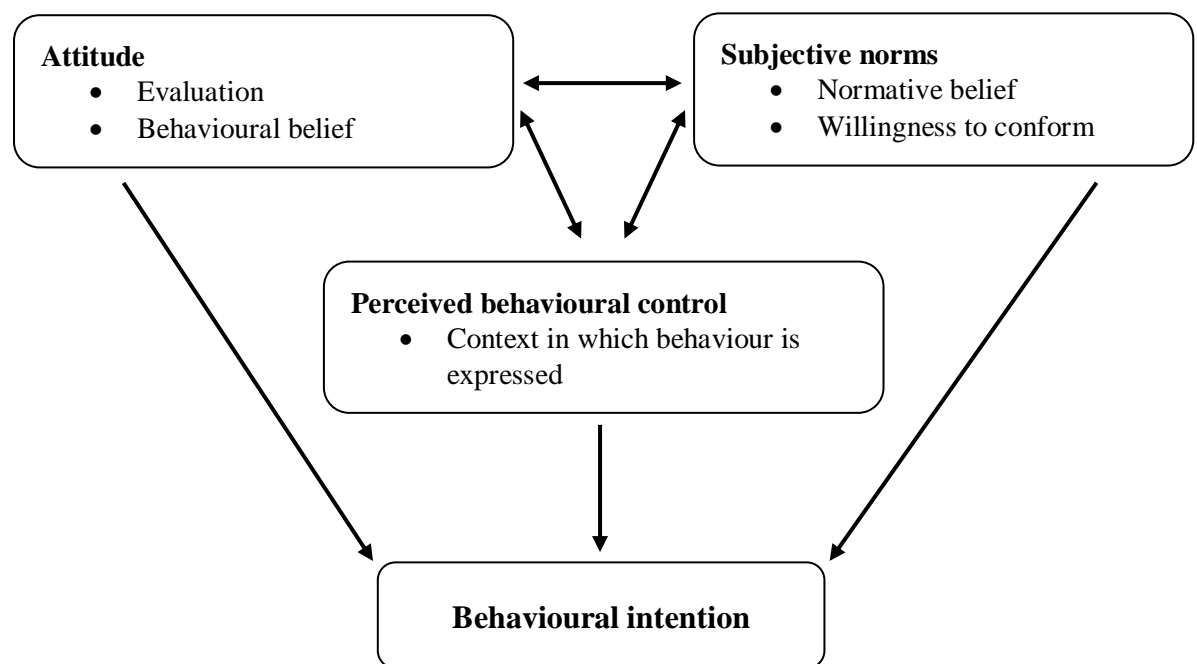 Attitude
• Evaluation
• Behavioural belief
Subjective norms
• Normative belief
• Willingness to conform
Perceived behavioural control
• Context in which behaviour is
expressed
Behavioural intention